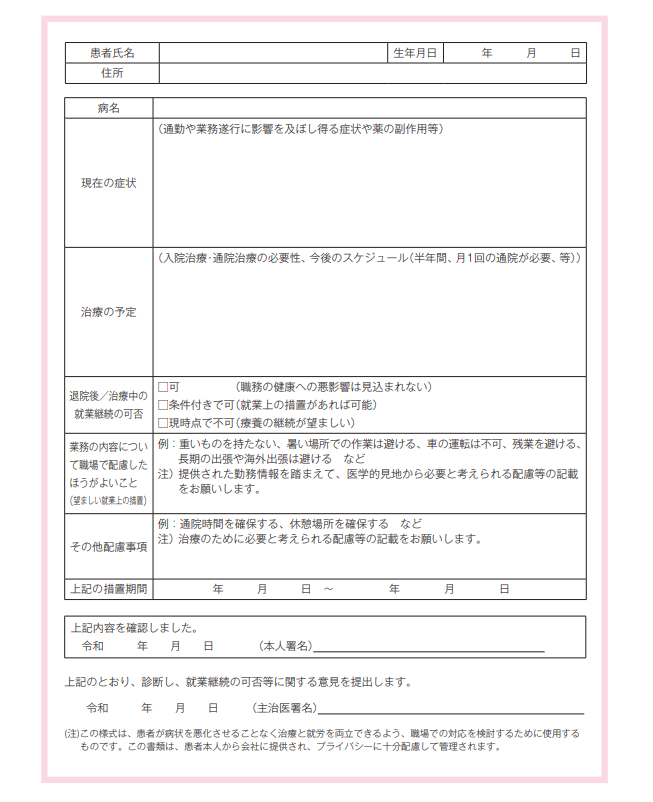 患者氏名 生年月日 年 月 日
住所
病名
(通勤や業務遂行に影響を及ぼし得る症状や薬の副作用等)
現在の症状
(入院治療・通院治療の必要性、今後のスケジュール(半年間、月1回の通院が必要、等))
治療の予定
退院後／治療中の
就業継続の可否
□可 (職務の健康への悪影響は見込まれない)
□条件付きで可(就業上の措置があれば可能)
□現時点で不可(療養の継続が望ましい)
業務の内容につい
て職場で配慮した
ほうがよいこと
(望ましい就業上の措置)
例：重いものを持たない、暑い場所での作業は避ける、車の運転は不可、残業を避ける、
長期の出張や海外出張は避ける など
注) 提供された勤務情報を踏まえて、医学的見地から必要と考えられる配慮等の記載
をお願いします。
その他配慮事項
例：通院時間を確保する、休憩場所を確保する など
注) 治療のために必要と考えられる配慮等の記載をお願いします。
上記の措置期間 年 月 日 ～ 年 月 日
上記内容を確認しました。
令和 年 月 日 (本人署名)
上記のとおり、診断し、就業継続の可否等に関する意見を提出します。
令和 年 月 日 (主治医署名)
(注)この様式は、患者が病状を悪化させることなく治療と就労を両立できるよう、職場での対応を検討するために使用する
ものです。この書類は、患者本人から会社に提供され、プライバシーに十分配慮して管理されます。